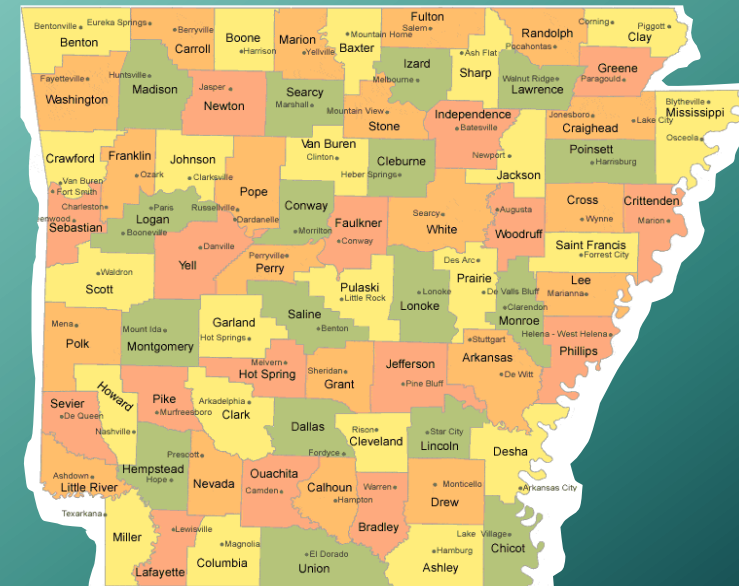 Bentonville
Eureka Springs
Benton
Berryville
Carroll
Boone
Harrison
Marion
Yellville
Mountain Home
Baxter
Fulton
Salem
Ash Flat
Sharp
Randolph
Pocahontas
Corning
Piggott
Clay
Fayetteville
Washington
Huntsville
Madison
Jasper
Newton
Searcy
Marshall
Izard
Melbourne
Mountain View
Stone
Walnut Ridge
Lawrence
Greene
Paragould
Independence
Batesville
Jonesboro
Craighead
Lake City
Blytheville
Mississippi
Osceola
Crawford
Van Buren
Fort Smith
Franklin
Ozark
Johnson
Clarksville
Van Buren
Clinton
Cleburne
Heber Springs
Newport
Jackson
Poinsett
Harrisburg
Charleston
enwood
Sebastian
Paris
Logan
Booneville
Pope
Russellville
Dardanelle
Conway
Morrilton
Faulkner
Conway
Searcy
White
Augusta
Woodruff
Cross
Wynne
Crittenden
Marion
Saint Francis
Forrest City
Waldron
Scott
Danville
Yell
Perryville
Perry
Pulaski
Little Rock
Lonoke
Lonoke
Des Arc
Prairie
De Valls Bluff
Clarendon
Monroe
Lee
Marianna
Helena - West Helena
Phillips
Mena
Polk
Mount Ida
Montgomery
Garland
Hot Springs
Saline
Benton
Malvern
Hot Spring
Sheridan
Grant
Jefferson
Pine Bluff
Stuttgart
Arkansas
De Witt
Sevier
De Queen
Howard
Nashville
Pike
Murfreesboro
Arkadelphia
Clark
Dallas
Fordyce
Rison
Cleveland
Star City
Lincoln
Desha
Arkansas City
Ashdown
Little River
Hempstead
Hope
Prescott
Nevada
Ouachita
Camden
Calhoun
Hampton
Warren
Bradley
Monticello
Drew
Texarkana
Miller
Lewisville
Lafayette
Magnolia
Columbia
El Dorado
Union
Hamburg
Ashley
Lake Village
Chicot